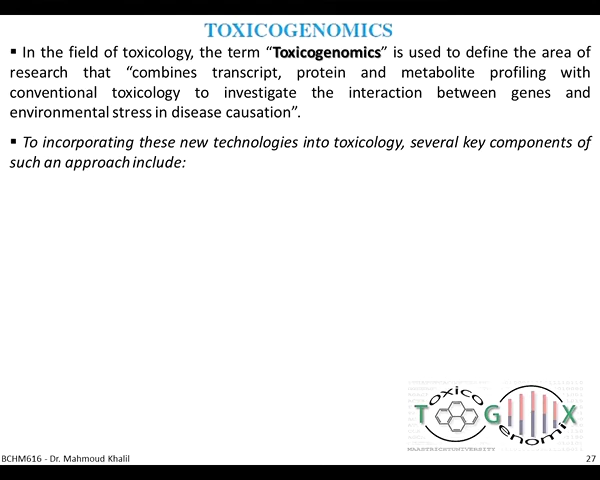 TOXICOGENOMICS
▪ In the field of toxicology, the term “Toxicogenomics” is used to define the area of
research that “combines transcript, protein and metabolite profiling with
conventional toxicology to investigate the interaction between genes and
environmental stress in disease causation”.
▪ To incorporating these new technologies into toxicology, several key components of
such an approach include:
Toxico
T G X
enomix
MAASTRICHTUNIVERSITY
BCHM616 - Dr. Mahmoud Khalil
27